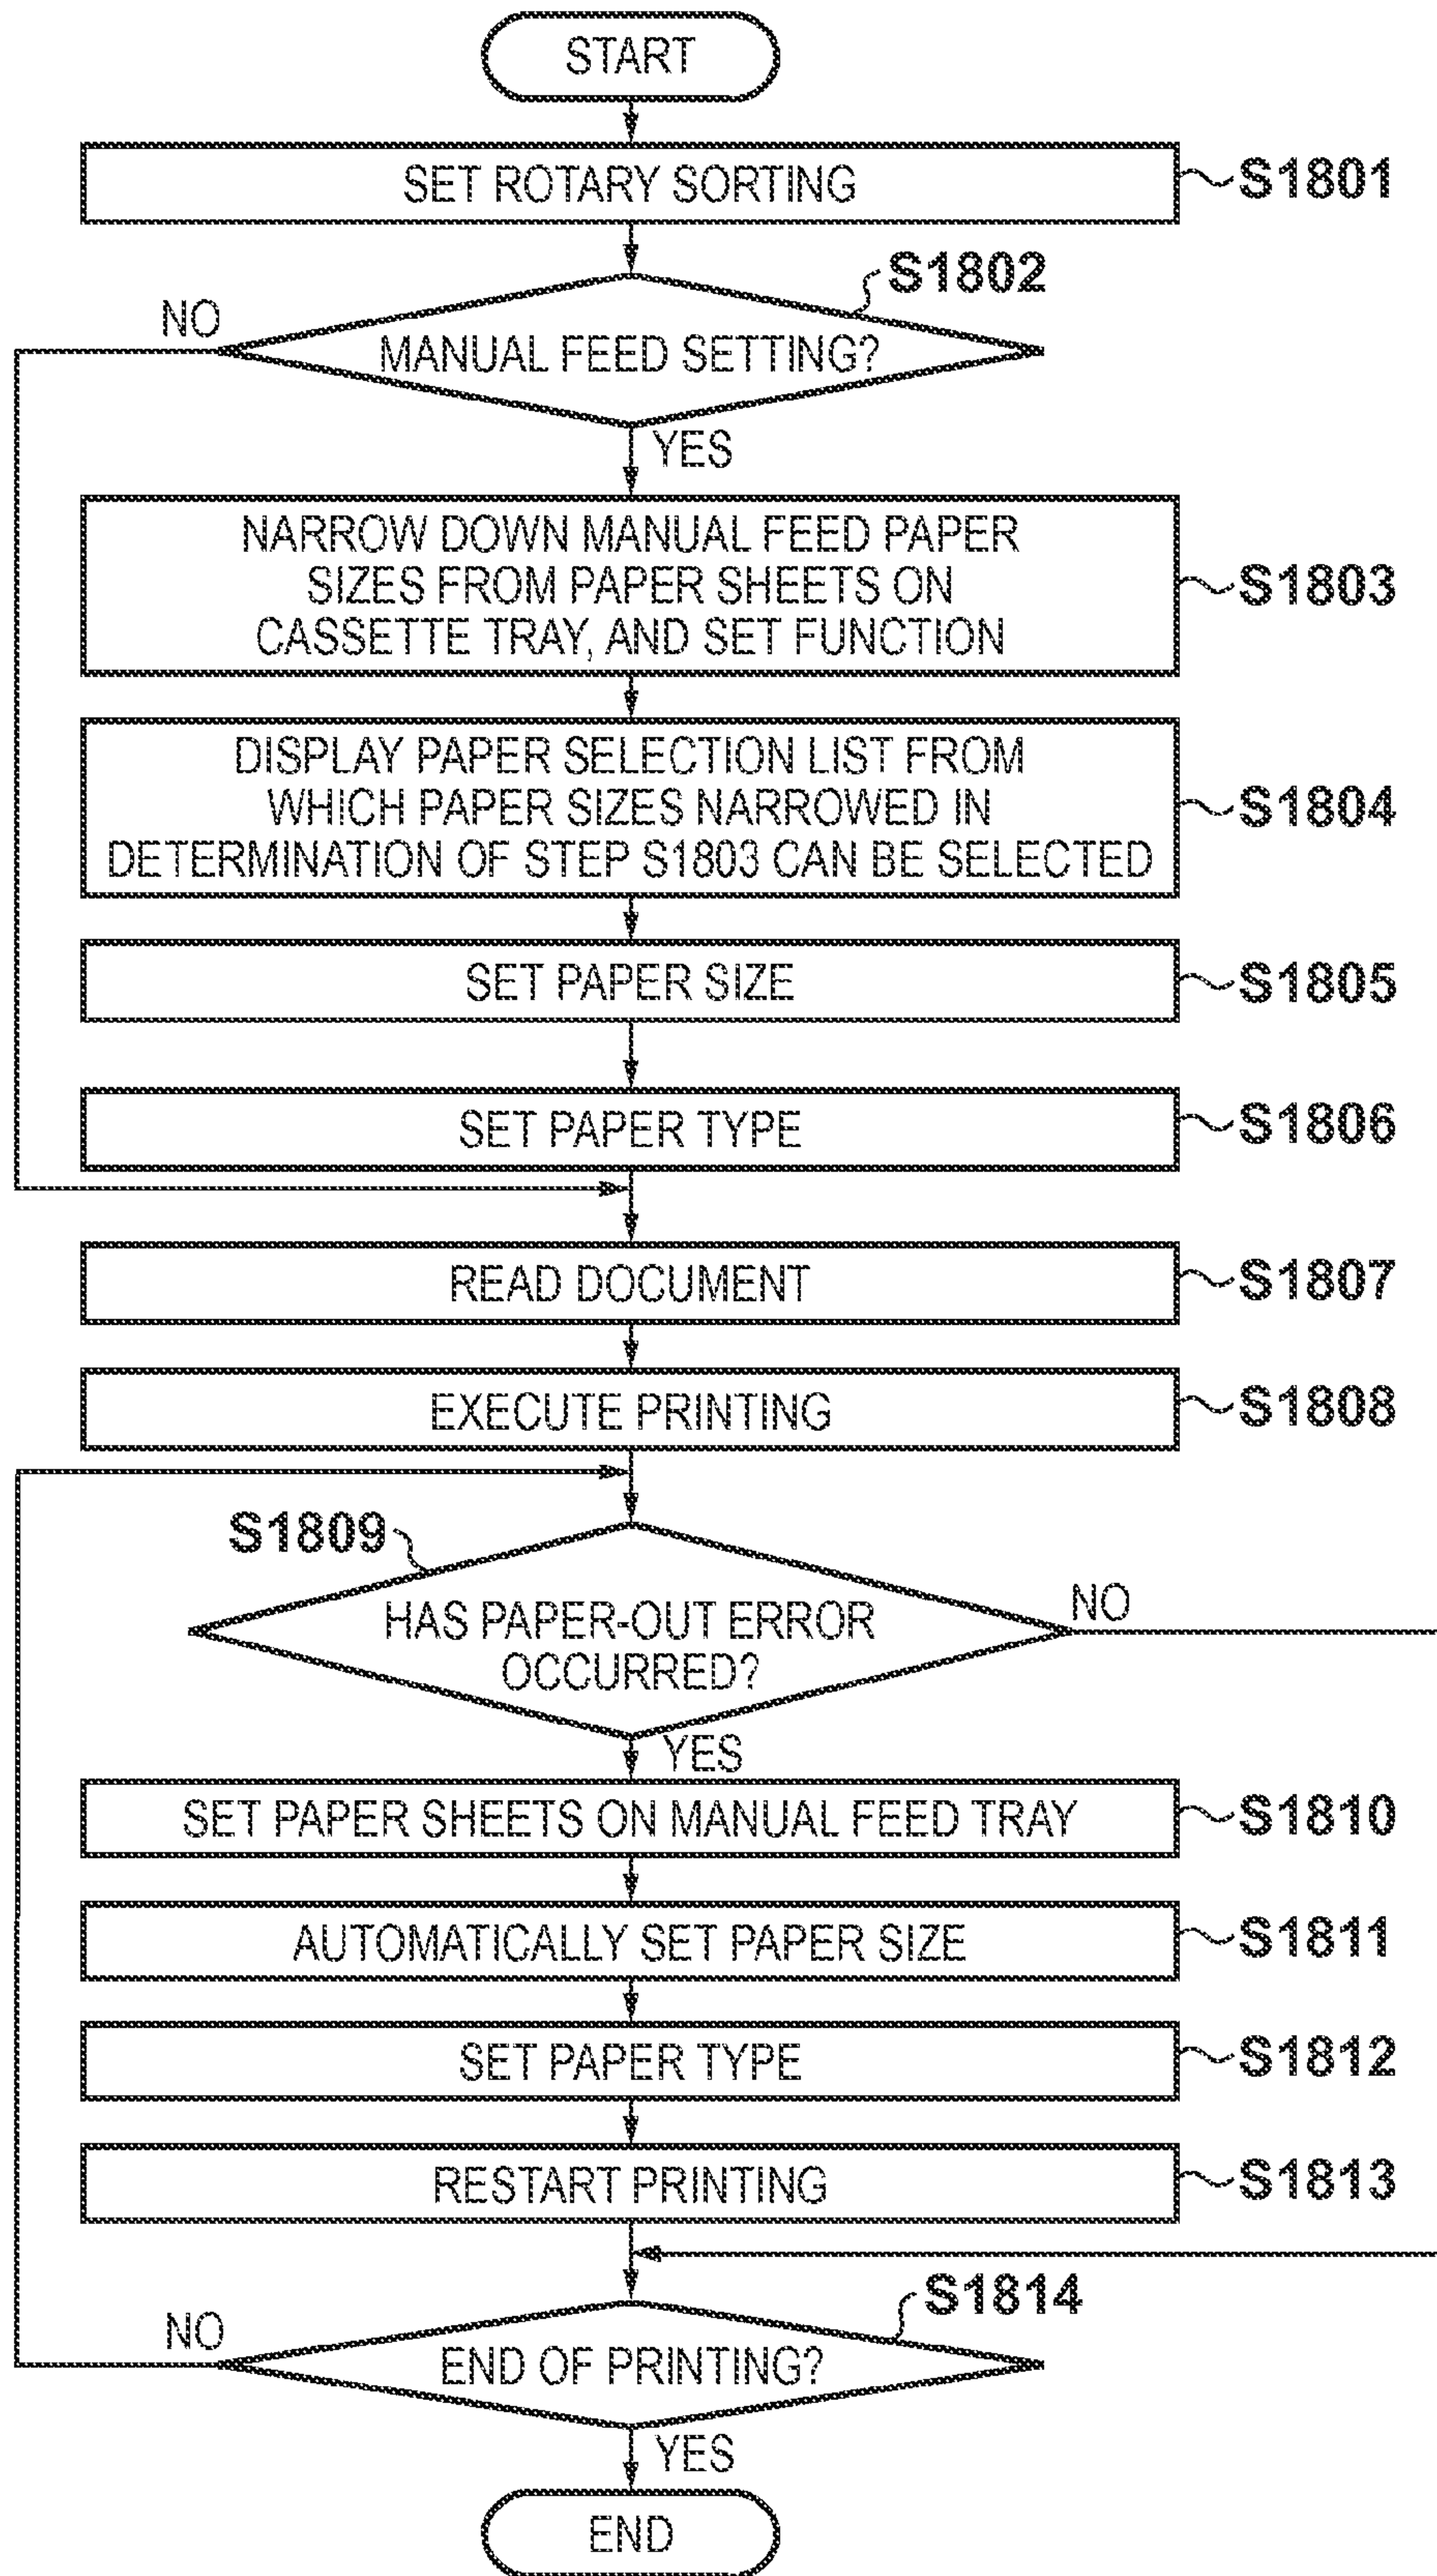 START
SET ROTARY SORTING
S1801
S1802
NO
MANUAL FEED SETTING?
YES
NARROW DOWN MANUAL FEED PAPER
SIZES FROM PAPER SHEETS ON
CASSETTE TRAY, AND SET FUNCTION
S1803
DISPLAY PAPER SELECTION LIST FROM
WHICH PAPER SIZES NARROWED IN
DETERMINATION OF STEP S1803 CAN BE SELECTED
S1804
SET PAPER SIZE
S1805
SET PAPER TYPE
S1806
READ DOCUMENT
S1807
EXECUTE PRINTING
S1808
S1809
HAS PAPER-OUT ERROR
OCCURRED?
NO
YES
SET PAPER SHEETS ON MANUAL FEED TRAY
S1810
AUTOMATICALLY SET PAPER SIZE
S1811
SET PAPER TYPE
S1812
RESTART PRINTING
S1813
S1814
NO
END OF PRINTING?
YES
END